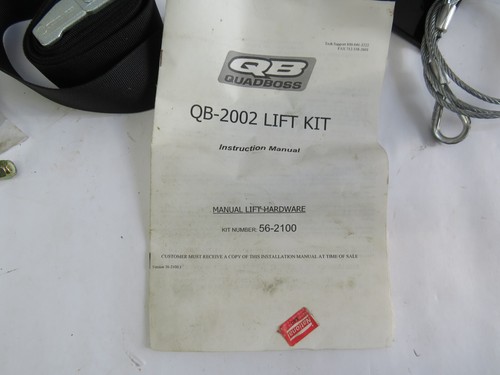 QB
QUADBOSS
QB-2002 LIFT KIT
Instruction Manual
MANUAL LIFT HARDWARE
KIT NUMBER: 56-2100
CUSTOMER MUST RECEIVE A COPY OF THIS INSTALLATION MANUAL AT TIME OF SALE